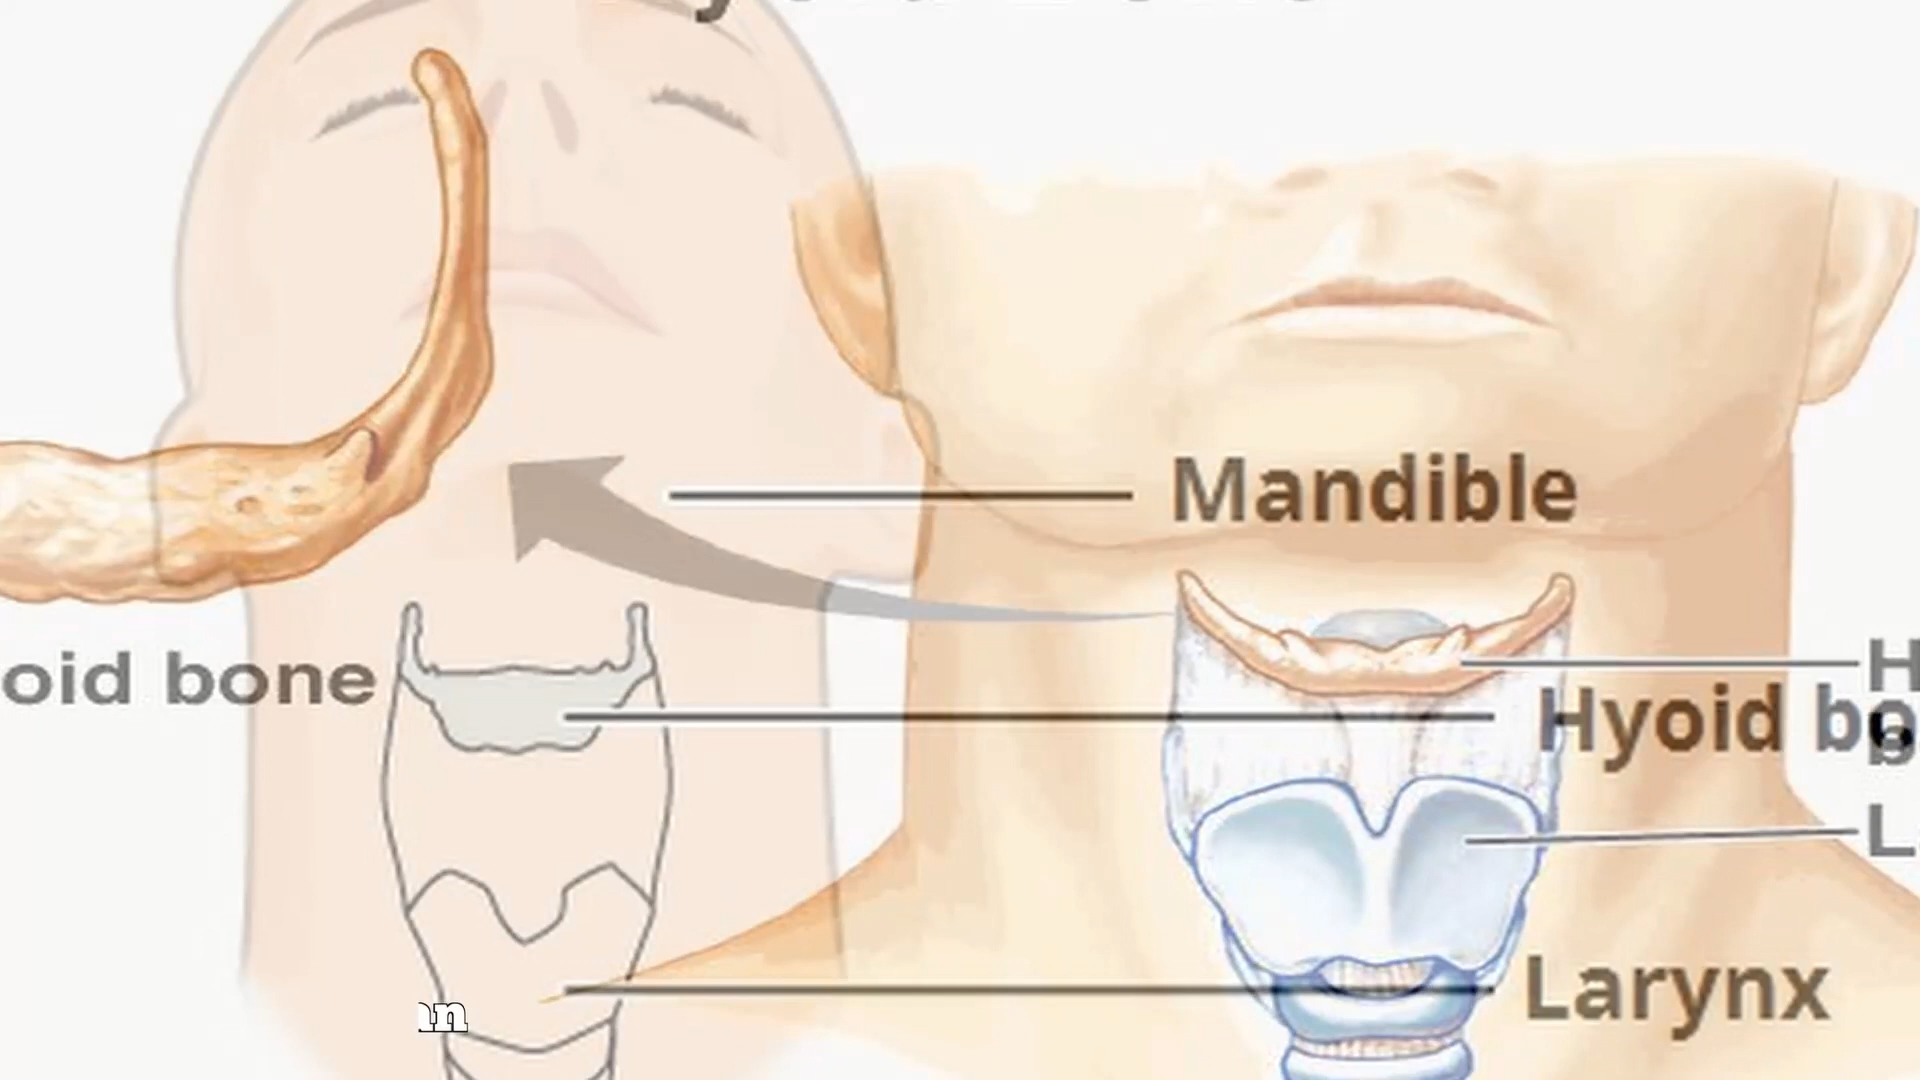 Mandible
oid bone
Hyoid bo
Larynx